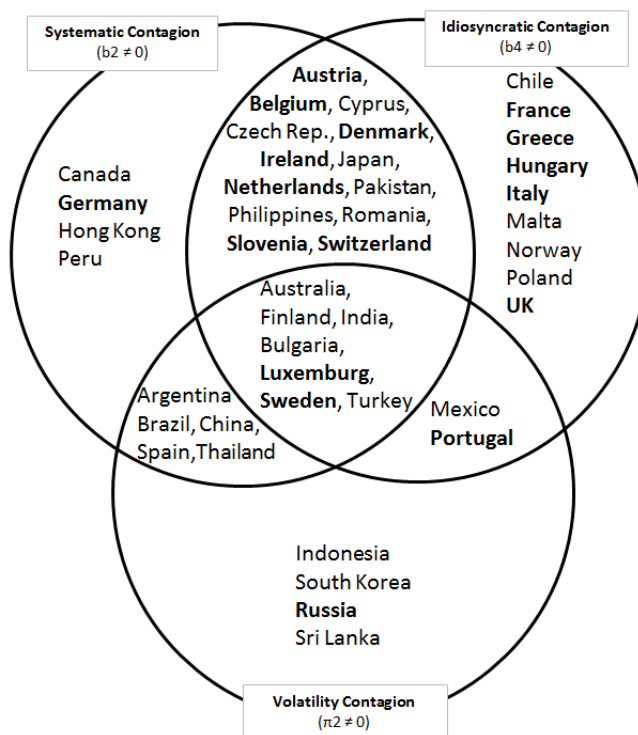 Systematic Contagion
(b2 ≠ 0)
Idiosyncratic Contagion
(b4 ≠ 0)
Austria,
Belgium, Cyprus,
Czech Rep., Denmark,
Ireland, Japan,
Netherlands, Pakistan,
Philippines, Romania,
Slovenia, Switzerland
Chile
France
Greece
Hungary
Italy
Malta
Norway
Poland
UK
Canada
Germany
Hong Kong
Peru
Australia,
Finland, India,
Bulgaria,
Luxemburg,
Sweden, Turkey
Argentina
Brazil, China,
Spain,Thailand
Mexico
Portugal
Indonesia
South Korea
Russia
Sri Lanka
Volatility Contagion
(π2 ≠ 0)